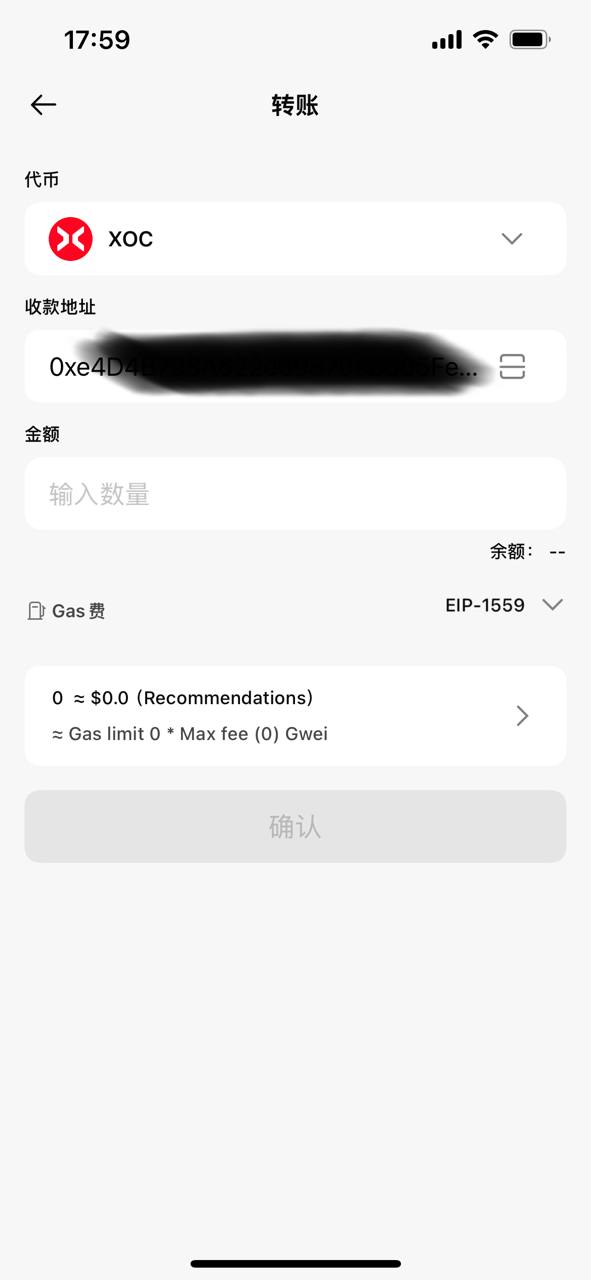 17:59
转账
代币
XOC
收款地址
0xe4D4
Fe...
金额
输入数量
余额： --
Gas 费
EIP-1559
0 ≈ $0.0 (Recommendations)
≈ Gas limit 0 * Max fee (0) Gwei
确认